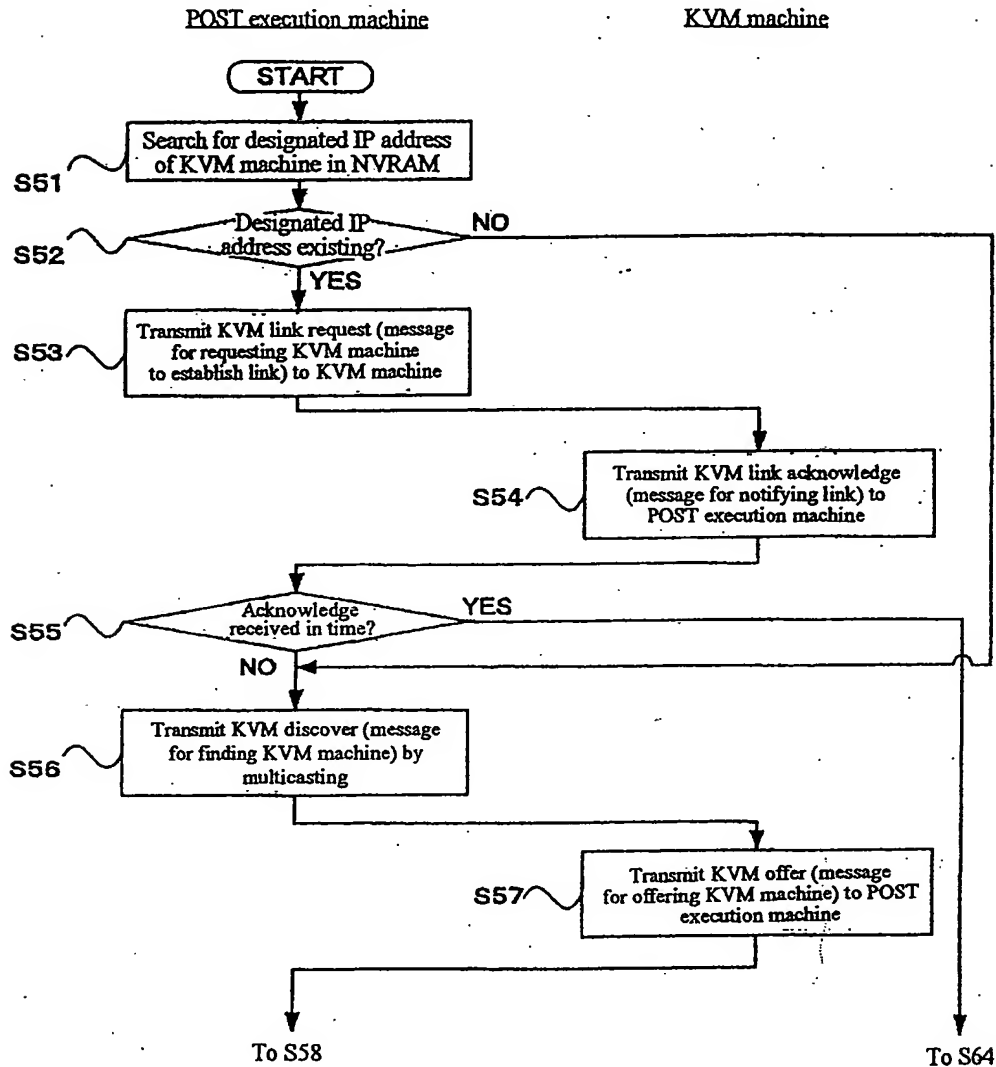 POST execution machine
KVM machine
START
Search for designated IP address
of KVM machine in NVRAM
S51
Designated IP
address existing?
NO
S52
YES
Transmit KVM link request (message
for requesting KVM machine
to establish link) to KVM machine
S53
Transmit KVM link acknowledge
(message for notifying link) to
POST execution machine
S54
Acknowledge
received in time?
YES
S55
NO
Transmit KVM discover (message
for finding KVM machine) by
multicasting
S56
Transmit KVM offer (message
for offering KVM machine) to POST
execution machine
S57
To S58
To S64